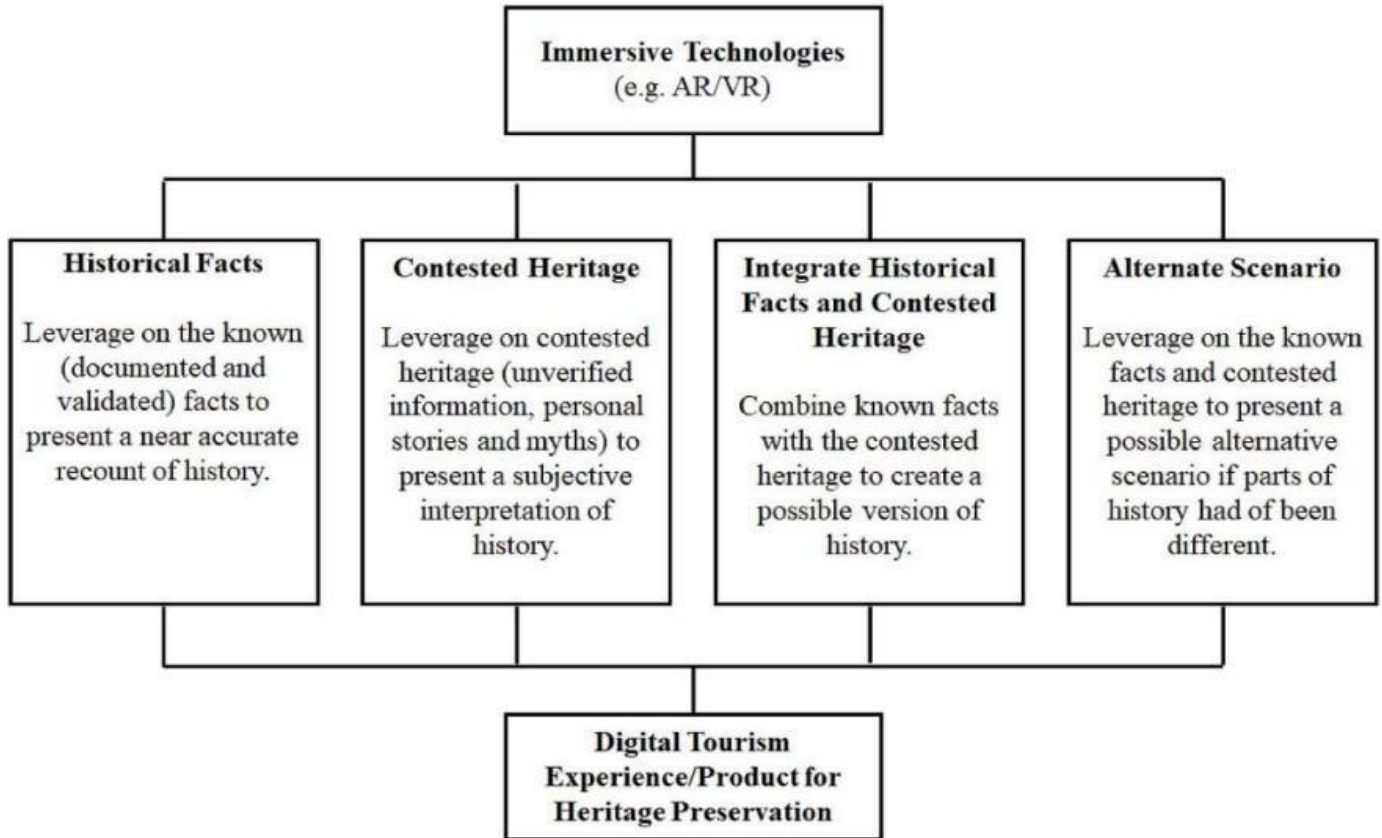 Immersive Technologies
(e.g. AR/VR)
Historical Facts
Leverage on the known
(documented and
validated) facts to
present a near accurate
recount of history.
Contested Heritage
Leverage on contested
heritage (unverified
information, personal
stories and myths) to
present a subjective
interpretation of
history.
Integrate Historical
Facts and Contested
Heritage
Combine known facts
with the contested
heritage to create a
possible version of
history.
Alternate Scenario
Leverage on the known
facts and contested
heritage to present a
possible alternative
scenario if parts of
history had of been
different.
Digital Tourism
Experience/Product for
Heritage Preservation